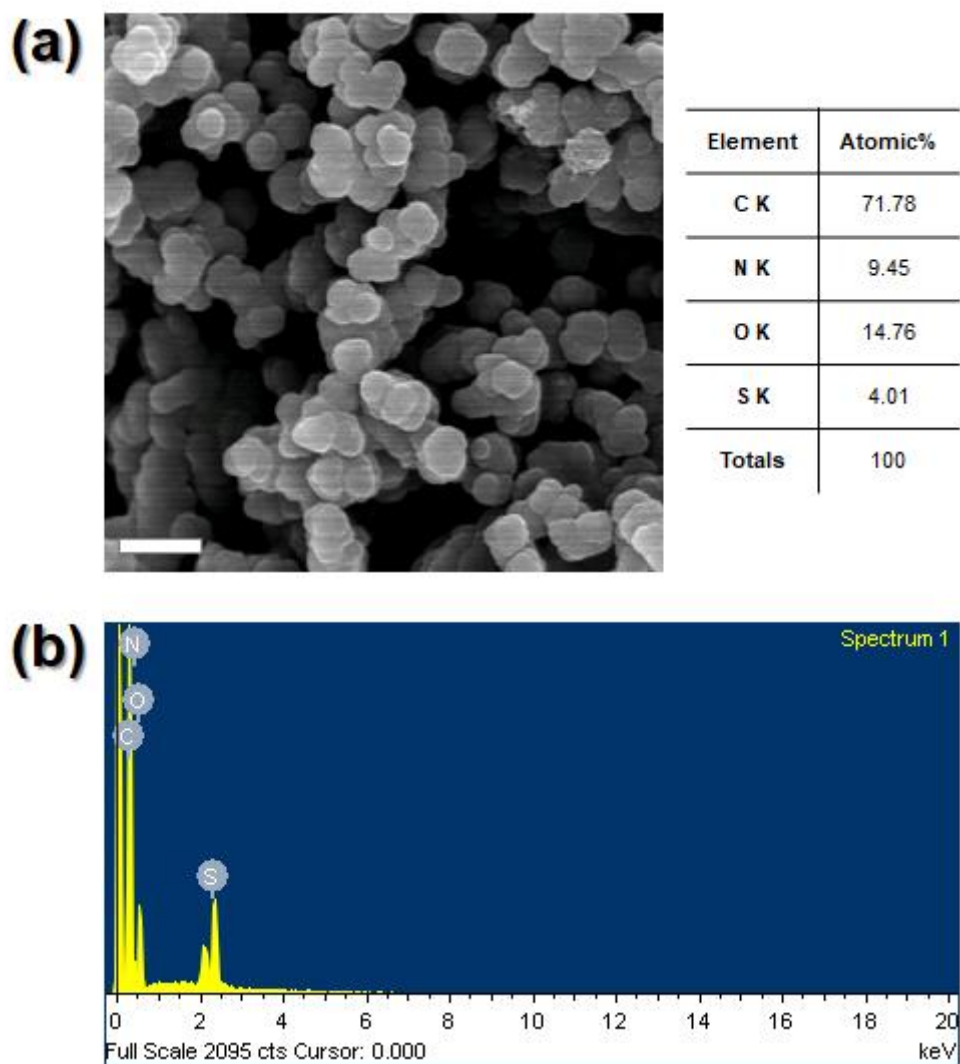 (a)
Element Atomic%
C K 71.78
N K 9.45
O K 14.76
S K 4.01
Totals 100
(b)
Spectrum 1
N
O
C
S
0 2 4 6 8 10 12 14 16 18 20
Full Scale 2095 cts Cursor: 0.000 keV